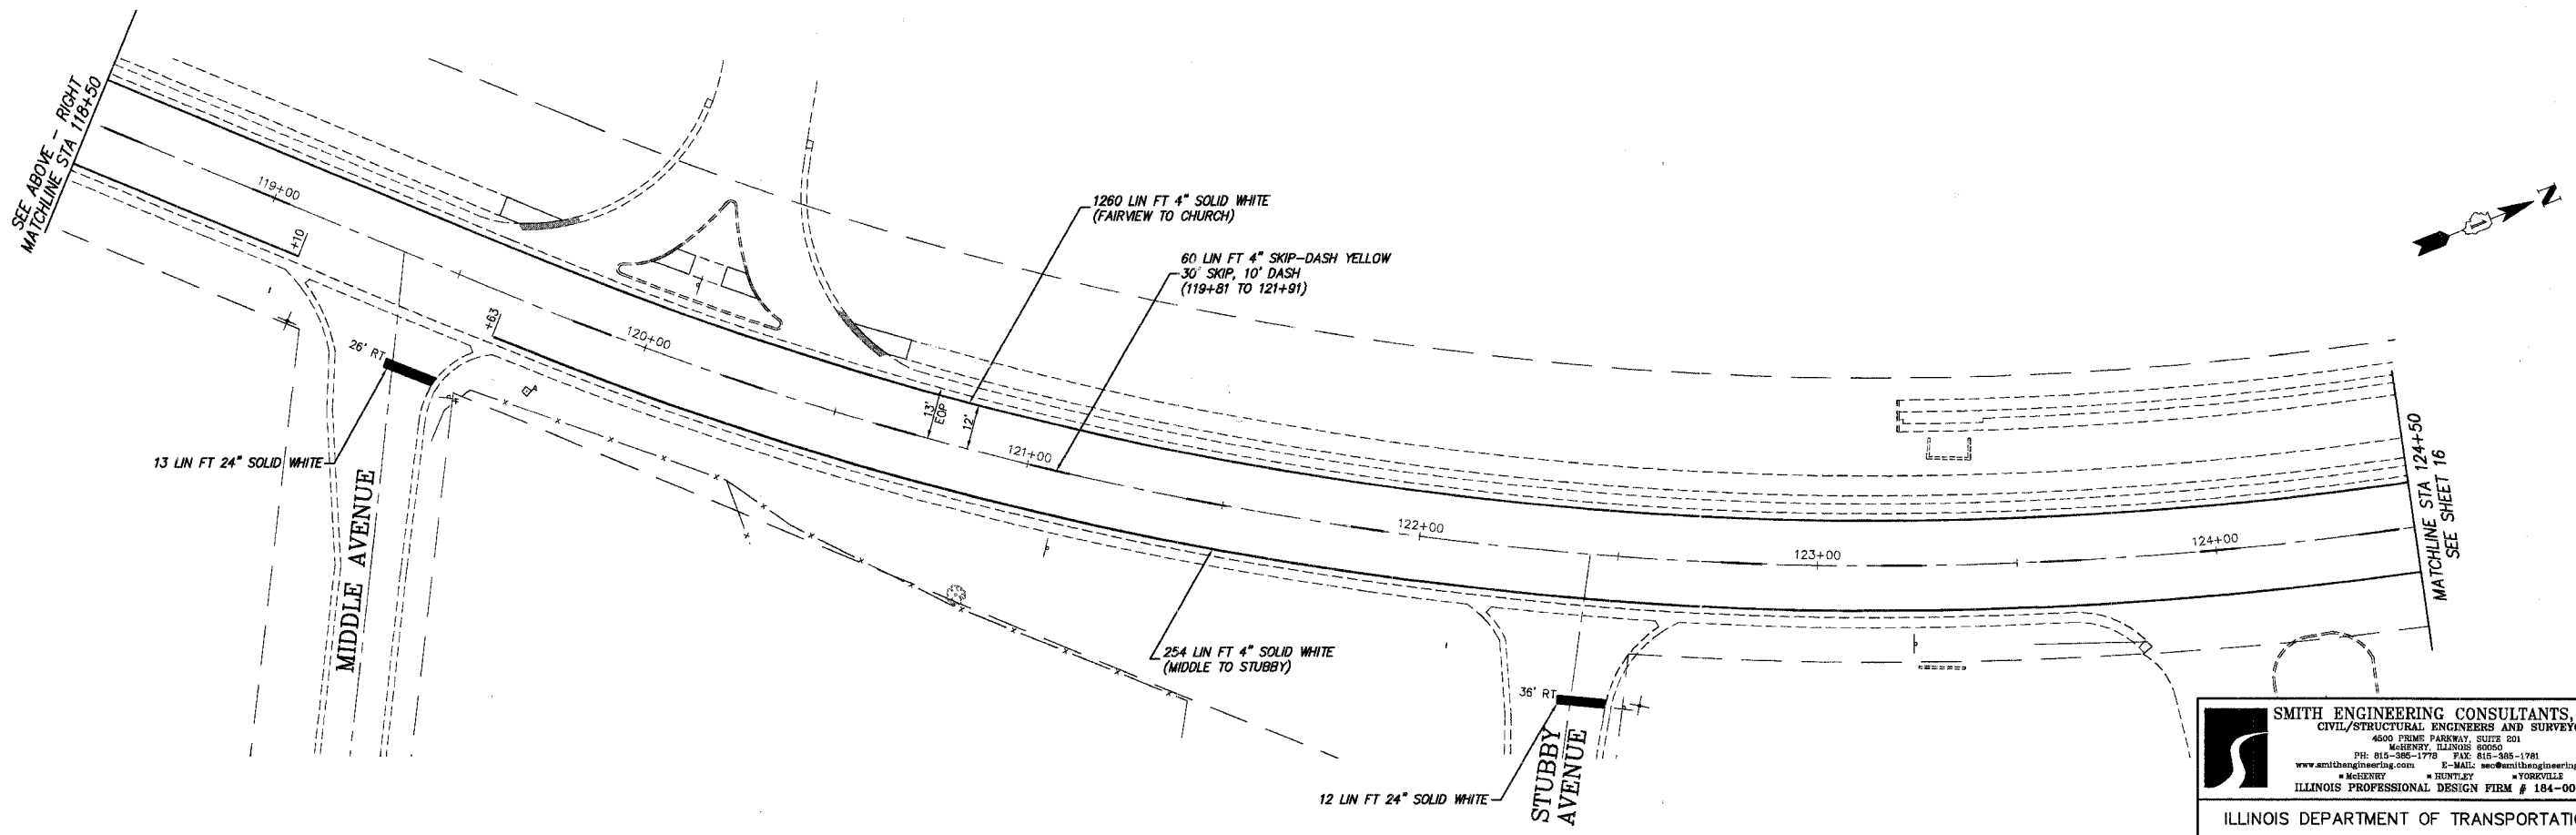 SEE ABOVE - RIGHT
MATCHLINE STA 118+50
119+00
+10
1260 LIN FT 4" SOLID WHITE
(FAIRVIEW TO CHURCH)
60 LIN FT 4" SKIP-DASH YELLOW
30' SKIP, 10' DASH
(119+81 TO 121+91)
N
+63
120+00
26' RT
13'
EOP
12'
121+00
13 LIN FT 24" SOLID WHITE
MIDDLE AVENUE
122+00
123+00
124+00
MATCHLINE STA 124+50
SEE SHEET 16
254 LIN FT 4" SOLID WHITE
(MIDDLE TO STUBBY)
36' RT
STUBBY
AVENUE
12 LIN FT 24" SOLID WHITE
SMITH ENGINEERING CONSULTANTS,
CIVIL/STRUCTURAL ENGINEERS AND SURVEYO
4500 PRIME PARKWAY, SUITE 201
McHENRY, ILLINOIS 60050
PH: 815-385-1778 FAX: 815-385-1781
www.smithengineering.com E-MAIL: sec@smithengineering
McHENRY HUNTLEY YORKVILLE
ILLINOIS PROFESSIONAL DESIGN FIRM # 184-00
ILLINOIS DEPARTMENT OF TRANSPORTATI